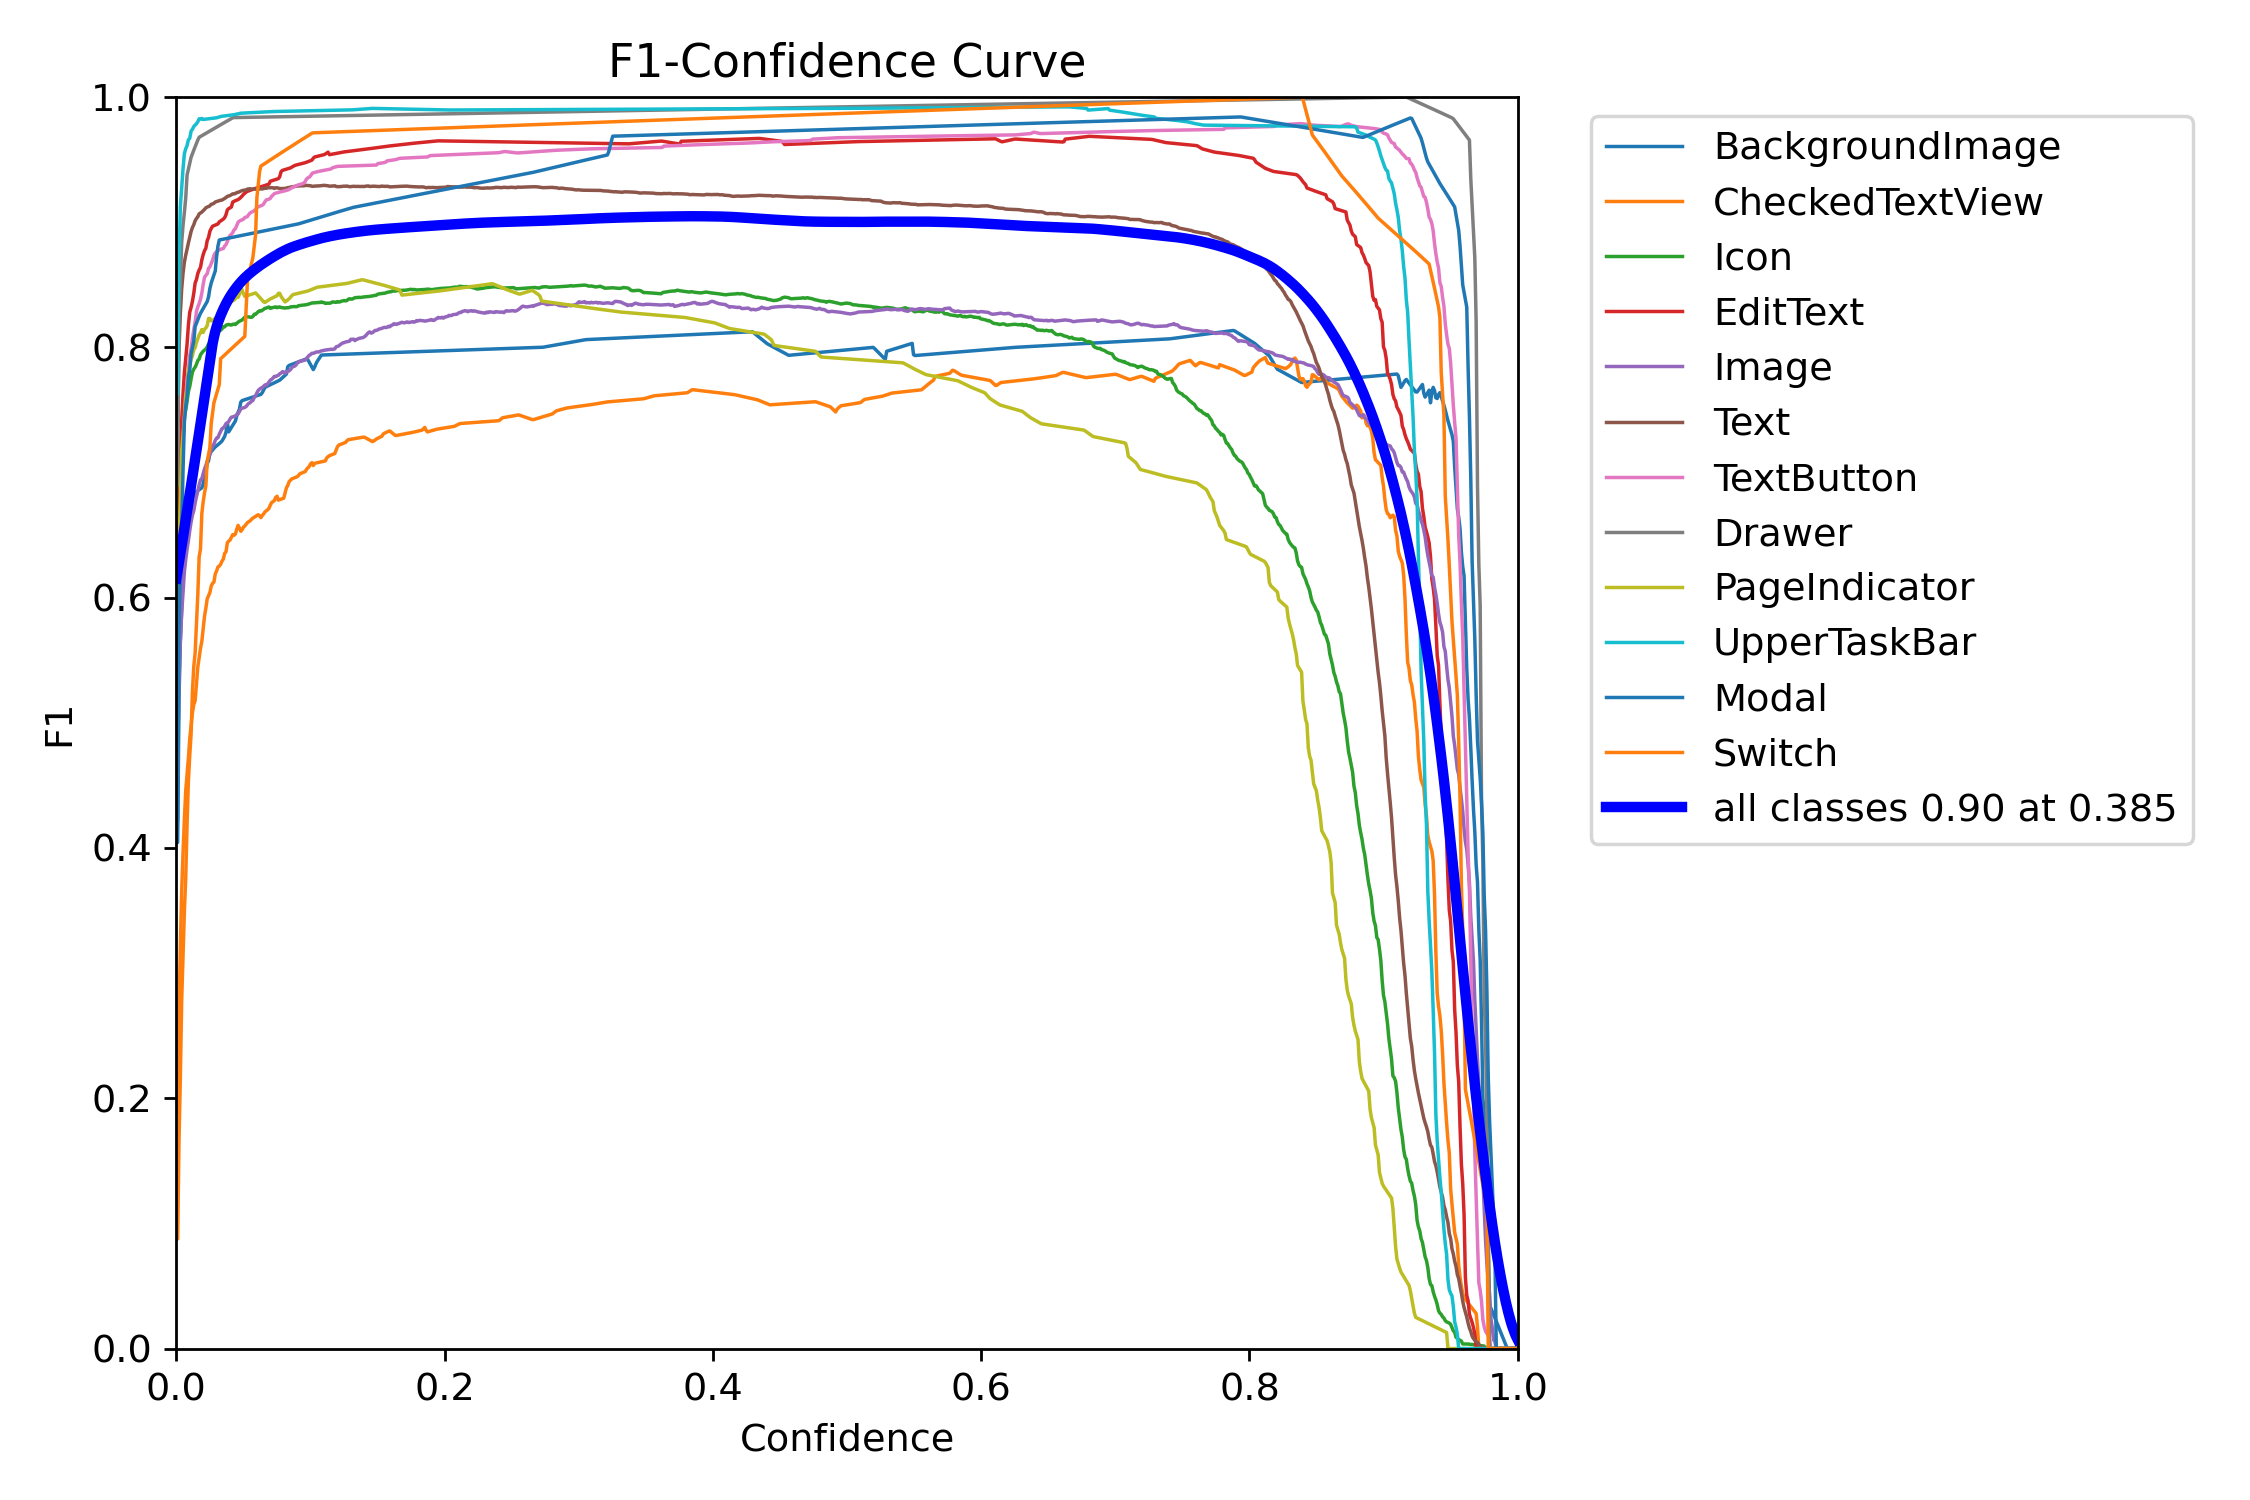 F1-Confidence Curve
1.0
0.8
0.6
0.4
0.2
0.0
F1
0.0 0.2 0.4 0.6 0.8 1.0
Confidence
BackgroundImage
CheckedTextView
Icon
EditText
Image
Text
TextButton
Drawer
PageIndicator
UpperTaskBar
Modal
Switch
all classes 0.90 at 0.385